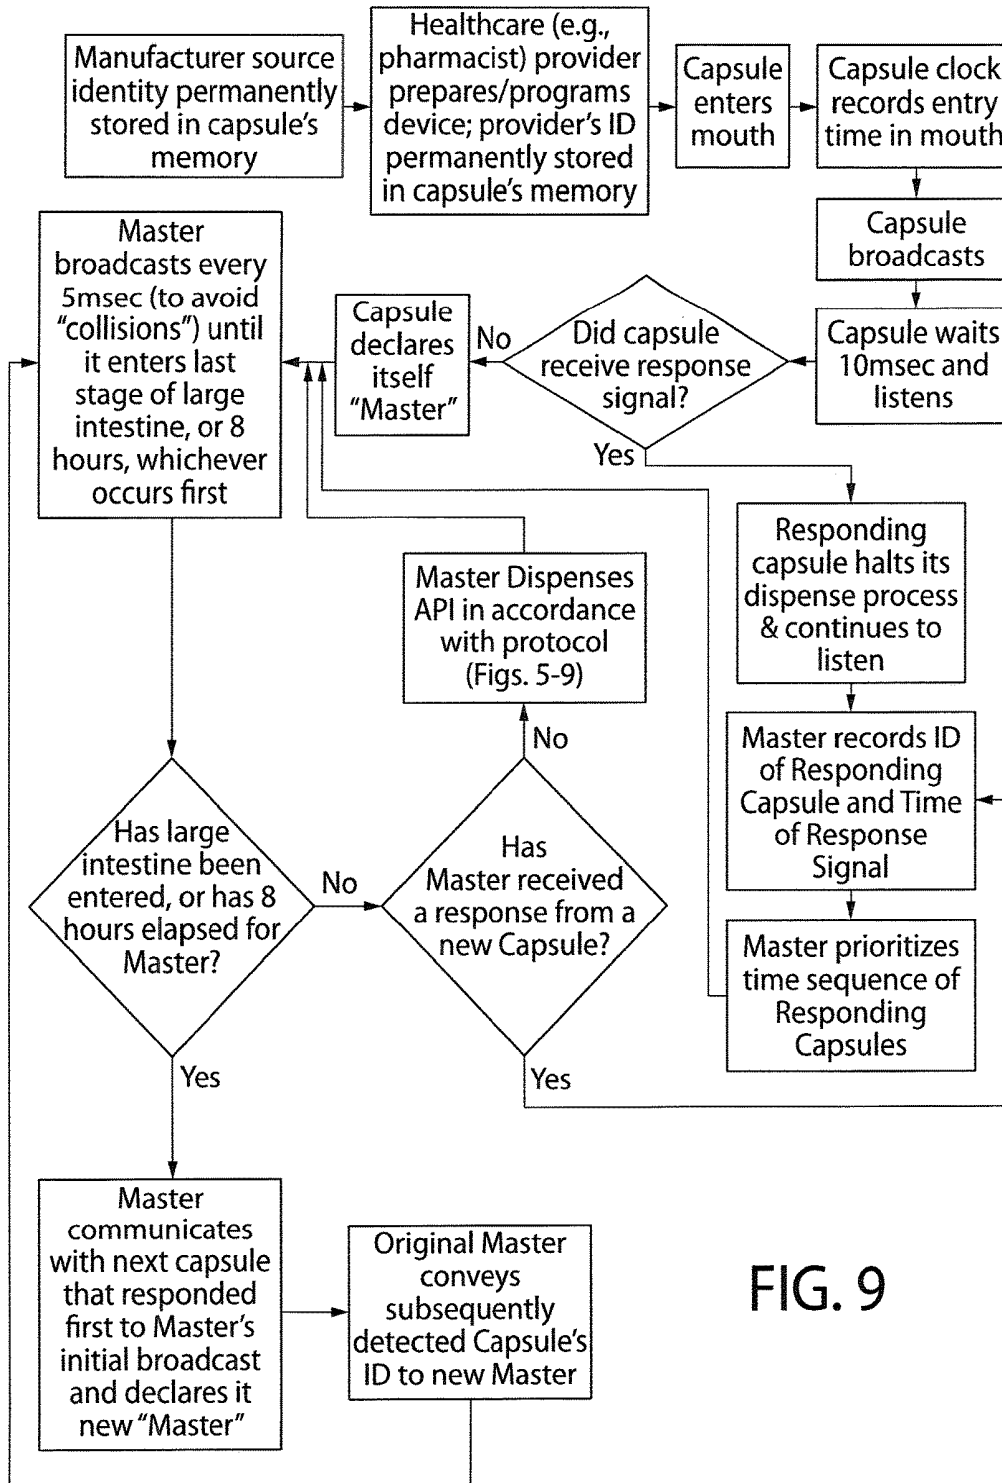 Manufacturer source
identity permanently
stored in capsule's
memory
Healthcare (e.g.,
pharmacist) provider
prepares/programs
device; provider's ID
permanently stored
in capsule's memory
Capsule
enters
mouth
Capsule clock
records entry
time in mouth
Capsule
broadcasts
Capsule waits
10msec and
listens
Did capsule
receive response
signal?
No
Yes
Capsule
declares
itself
"Master"
Master
broadcasts every
5msec (to avoid
"collisions") until
it enters last
stage of large
intestine, or 8
hours, whichever
occurs first
Responding
capsule halts its
dispense process
& continues to
listen
Master records ID
of Responding
Capsule and Time
of Response
Signal
Master prioritizes
time sequence of
Responding
Capsules
Master Dispenses
API in accordance
with protocol
(Figs. 5-9)
No
Has large
intestine been
entered, or has 8
hours elapsed for
Master?
No
Has
Master received
a response from a
new Capsule?
Yes
Yes
Master
communicates
with next capsule
that responded
first to Master's
initial broadcast
and declares it
new "Master"
Original Master
conveys
subsequently
detected Capsule's
ID to new Master
FIG. 9